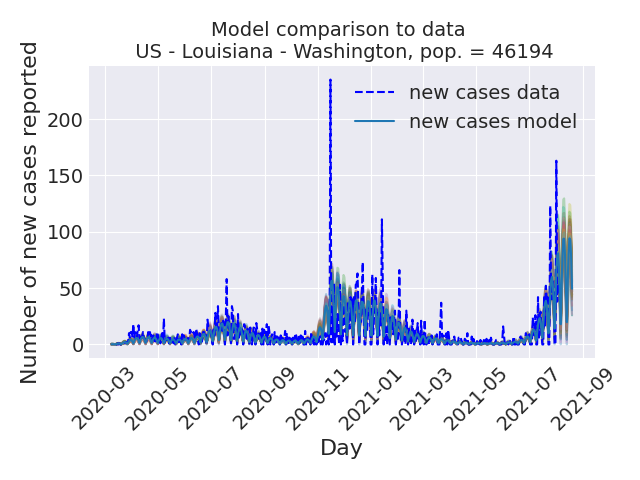 Model comparison to data
US - Louisiana - Washington, pop. = 46194
Number of new cases reported
200
150
100
50
0
new cases data
new cases model
2020-03
2020-05
2020-07
2020-09
2020-11
2021-01
2021-03
2021-05
2021-07
2021-09
Day